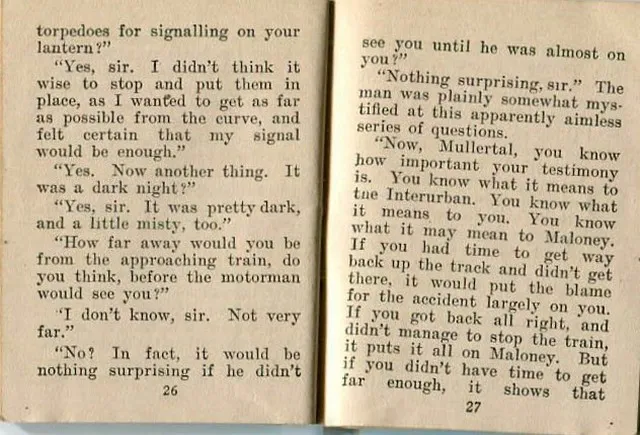 torpedoes for signalling on your
lantern?"
"Yes, sir. I didn't think it
wise to stop and put them in
place, as I wanted to get as far
as possible from the curve, and
felt certain that my signal
would be enough."
"Yes. Now another thing. It
was a dark night?"
"Yes, sir. It was pretty dark,
and a little misty, too."
"How far away would you be
from the approaching train, do
you think, before the motorman
would see you?"
"I don't know, sir. Not very
far."
"No? In fact, it would be
nothing surprising if he didn't
26
see you until he was almost on
you?"
"Nothing surprising, sir." The
man was plainly somewhat mys-
tified at this apparently aimless
series of questions.
"Now, Mullertal, you know
how important your testimony
is. You know what it means to
the Interurban. You know what
it means to you. You know
what it may mean to Maloney.
If you had time to get way
back up the track and didn't get
there, it would put the blame
for the accident largely on you.
If you got back all right, and
didn't manage to stop the train,
it puts it all on Maloney. But
if you didn't have time to get
far enough, it shows that
27